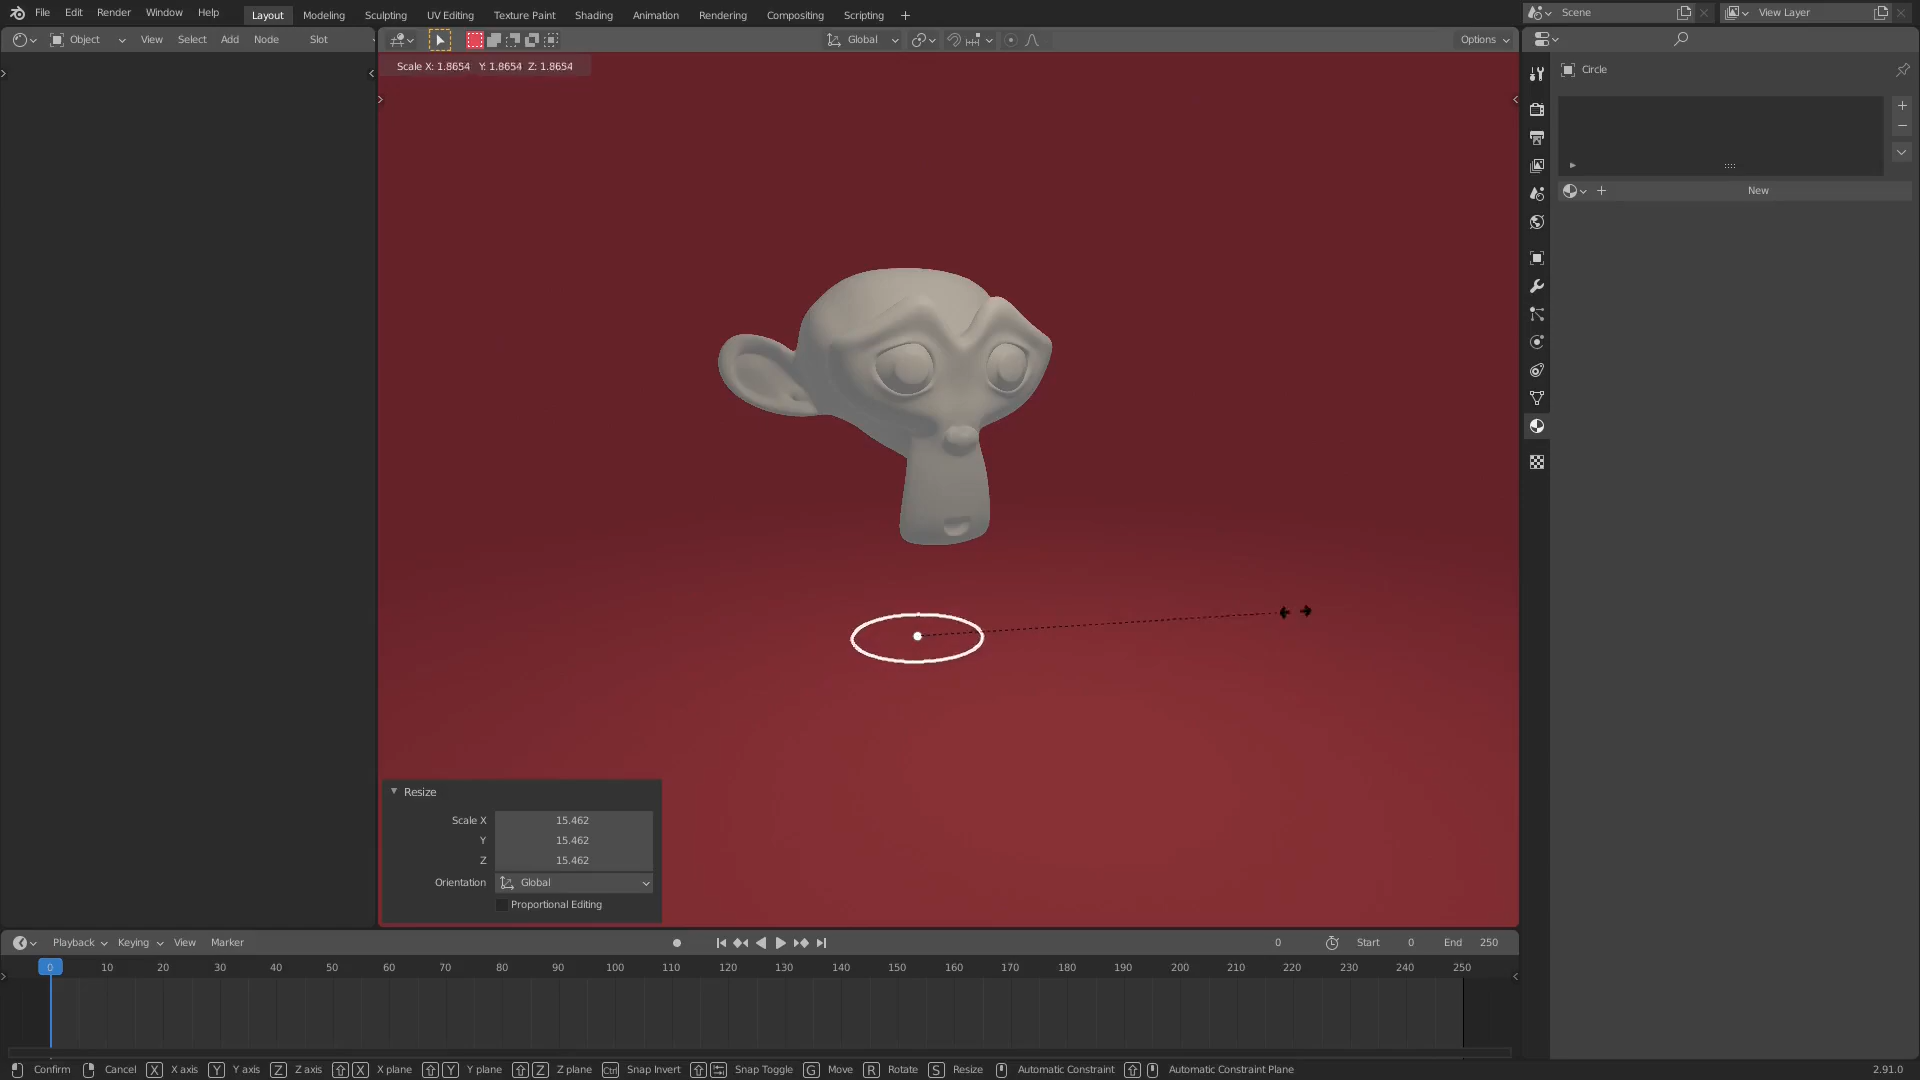 File Edit Render Window Help Layout Modeling Sculpting UV Editing Texture Paint Shading Animation Rendering Compositing Scripting Scene View Layer
Object View Select Add Node Slot Global Options
Scale X: 1.8654 Y: 1.8654 Z: 1.8654
Circle
New
Resize
Scale X 15.462
Y 15.462
Z 15.462
Orientation Global
Proportional Editing
Playback Keying View Marker 0 Start 0 End 250
0 10 20 30 40 50 60 70 80 90 100 110 120 130 140 150 160 170 180 190 200 210 220 230 240 250
Confirm Cancel X X axis Y Y axis Z Z axis X X plane Y Y plane Z Z plane Ctrl Snap Invert Snap Toggle G Move R Rotate S Resize Automatic Constraint Automatic Constraint Plane 2.91.0